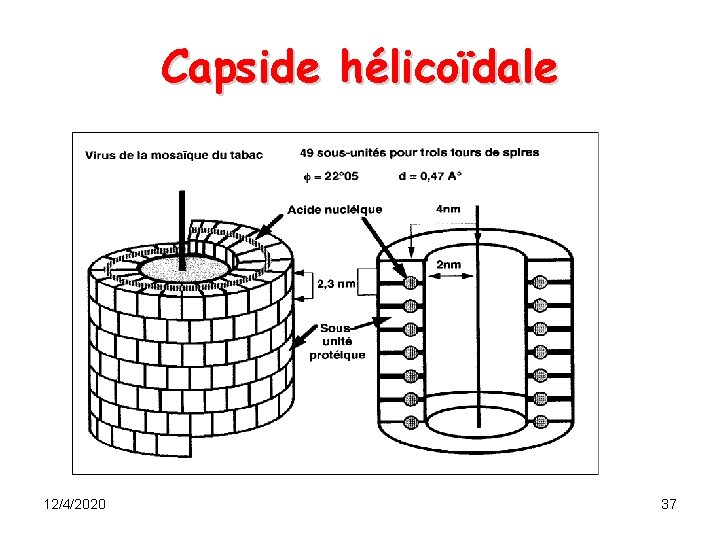 Capside hélicoïdale
Virus de la mosaïque du tabac
49 sous-unités pour trois tours de spires
ϕ = 22°05 d = 0,47 A°
Acide nucléique
4nm
2nm
2,3 nm
Sous-
unité
protéique
12/4/2020
37